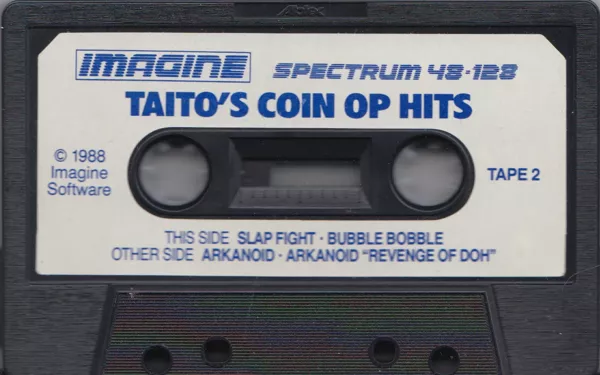 IMAGINE SPECTRUM 48·128
TAITO'S COIN OP HITS
© 1988
Imagine
Software
TAPE 2
THIS SIDE SLAP FIGHT · BUBBLE BOBBLE
OTHER SIDE ARKANOID · ARKANOID "REVENGE OF DOH"